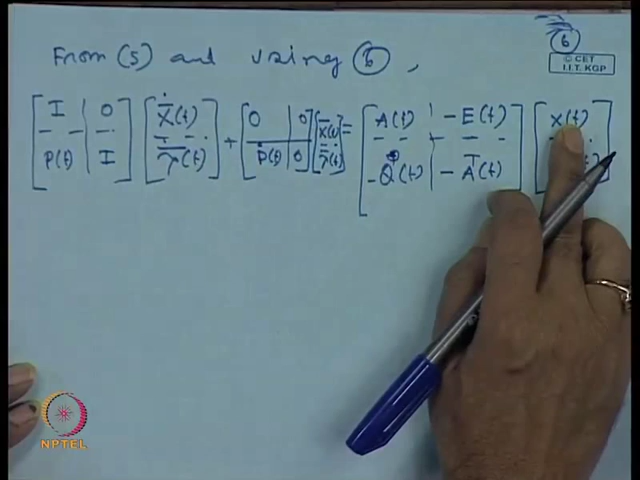 From (5) and using (6),
(6)
© CET
I.I.T. KGP
[I | 0; P(t) | I] [Ẋ̄(t); λ̄̇(t)] + [0 | 0; Ṗ(t) | 0] [x̄(t); λ̄(t)] = [A(t) | -E(t); -Q(t) | -Aᵀ(t)] [x(t);
NPTEL